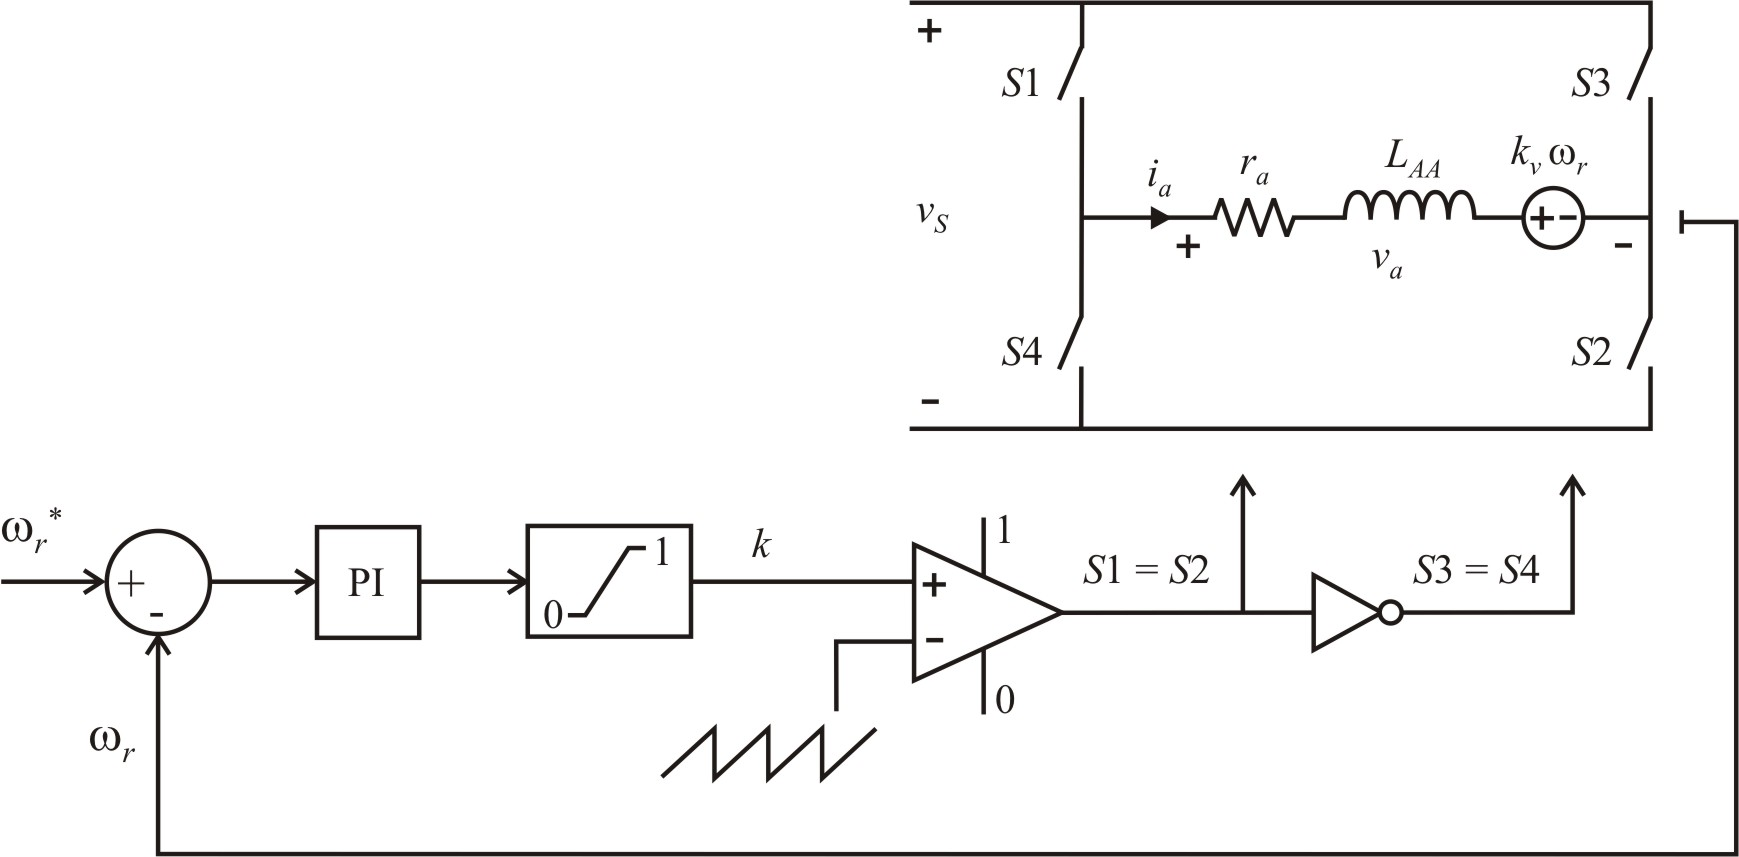 +
S1
S3
i_a
r_a
L_AA
k_v ω_r
v_S
+
+ -
-
v_a
S4
S2
-
ω_r*
+
-
PI
0 1
k
+
-
1
0
S1 = S2
S3 = S4
ω_r